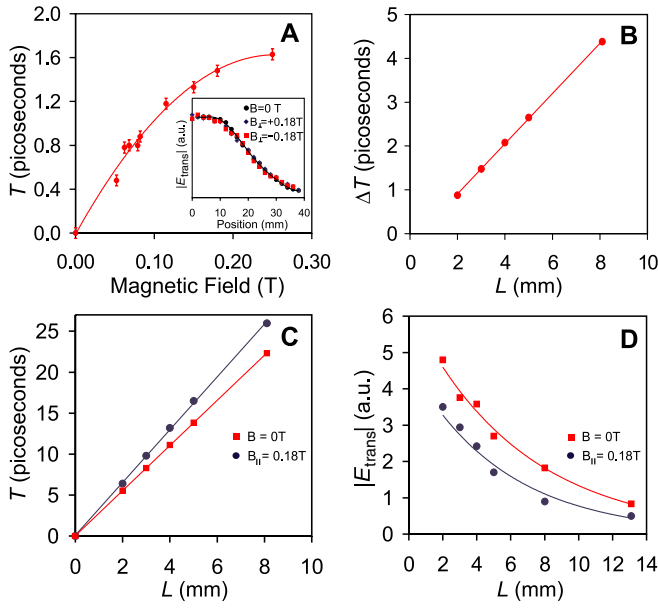 A
T (picoseconds)
2.0
1.6
1.2
0.8
0.4
0.0
0.00
0.10
0.20
0.30
Magnetic Field (T)
|Etrans| (a.u.)
B=0 T
B⊥=+0.18T
B⊥=−0.18T
0
10
20
30
40
Position (mm)
B
ΔT (picoseconds)
5
4
3
2
1
0
0
2
4
6
8
10
L (mm)
C
T (picoseconds)
25
20
15
10
5
0
B = 0T
B|| = 0.18T
0
2
4
6
8
10
L (mm)
D
|Etrans| (a.u.)
6
5
4
3
2
1
0
B = 0T
B|| = 0.18T
0
2
4
6
8
10
12
14
L (mm)